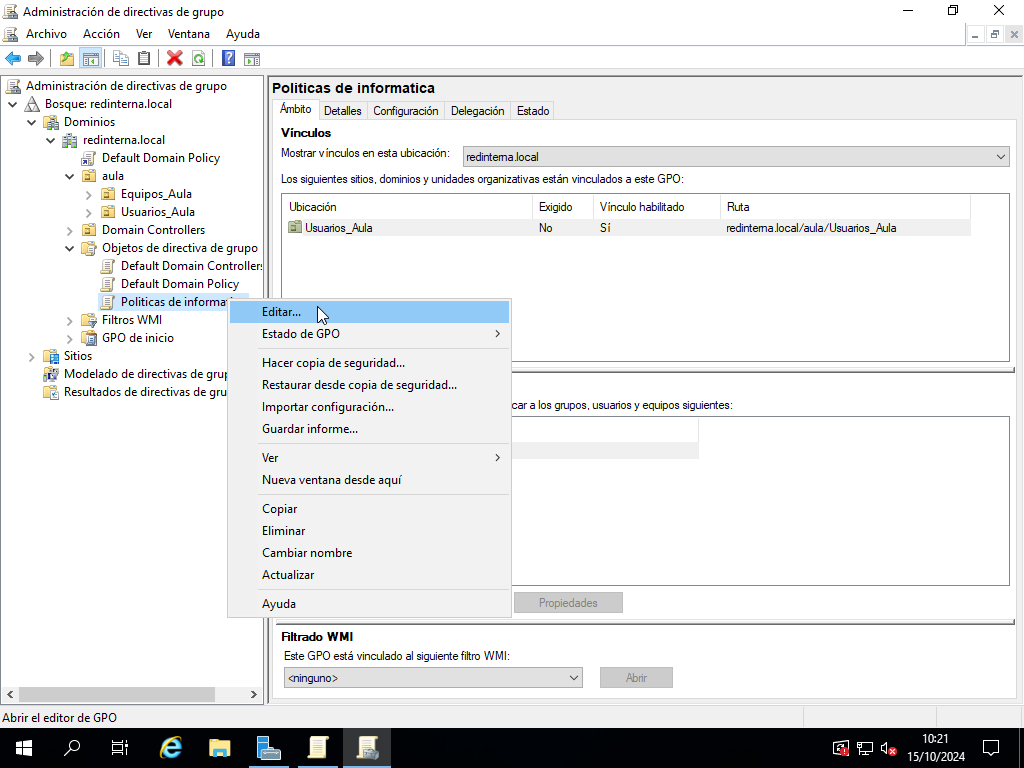 Administración de directivas de grupo
Archivo Acción Ver Ventana Ayuda
Administración de directivas de grupo
Bosque: redinterna.local
Dominios
redinterna.local
Default Domain Policy
aula
Equipos_Aula
Usuarios_Aula
Domain Controllers
Objetos de directiva de grupo
Default Domain Controllers
Default Domain Policy
Politicas de informat
Filtros WMI
GPO de inicio
Sitios
Modelado de directivas de grup
Resultados de directivas de gru
Politicas de informatica
Ámbito Detalles Configuración Delegación Estado
Vínculos
Mostrar vínculos en esta ubicación: redinterna.local
Los siguientes sitios, dominios y unidades organizativas están vinculados a este GPO:
Ubicación Exigido Vínculo habilitado Ruta
Usuarios_Aula No Sí redinterna.local/aula/Usuarios_Aula
car a los grupos, usuarios y equipos siguientes:
Propiedades
Filtrado WMI
Este GPO está vinculado al siguiente filtro WMI:
<ninguno> Abrir
Editar...
Estado de GPO
Hacer copia de seguridad...
Restaurar desde copia de seguridad...
Importar configuración...
Guardar informe...
Ver
Nueva ventana desde aquí
Copiar
Eliminar
Cambiar nombre
Actualizar
Ayuda
Abrir el editor de GPO
10:21
15/10/2024